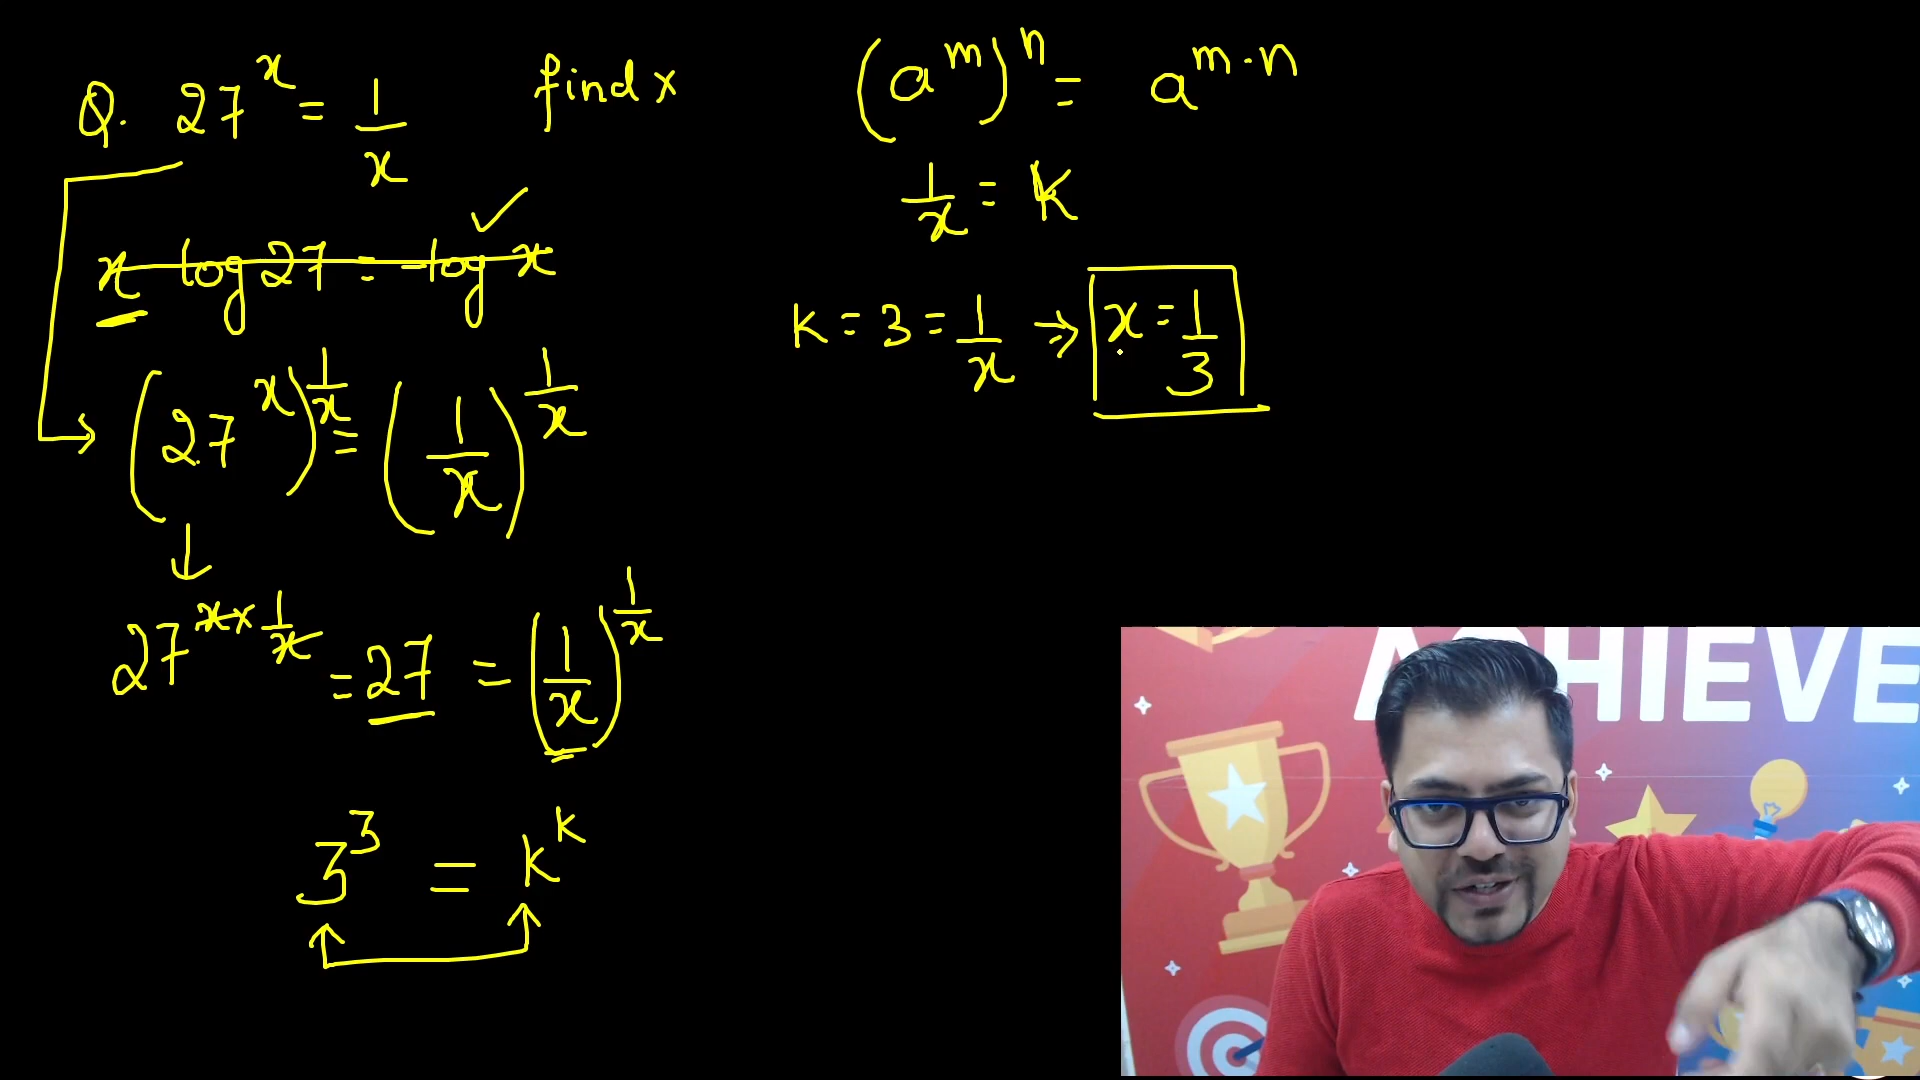 Q. 27^x = 1/x find x
x log 27 = -log x
(27^x)^(1/x) = (1/x)^(1/x)
27^(x × 1/x) = 27 = (1/x)^(1/x)
3^3 = k^k
(a^m)^n = a^(m·n)
1/x = k
k = 3 = 1/x ⇒ x = 1/3
ACHIEVE